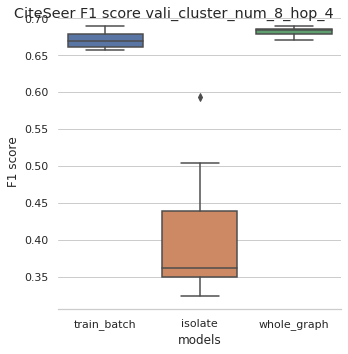 CiteSeer F1 score vali_cluster_num_8_hop_4
0.70
0.65
0.60
0.55
0.50
0.45
0.40
0.35
F1 score
train_batch
isolate
whole_graph
models